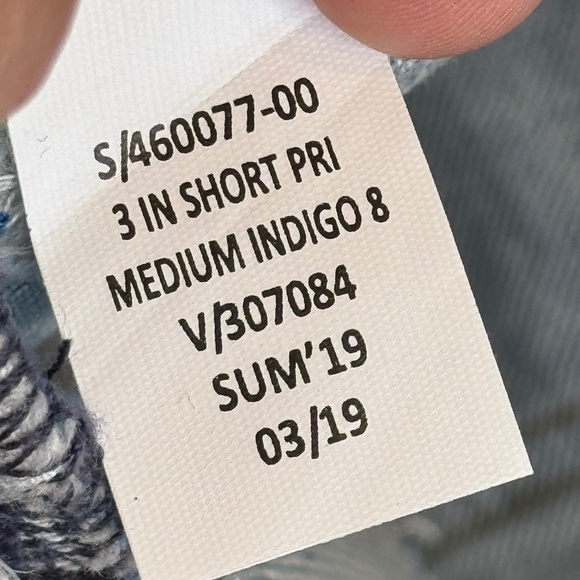 S/460077-00
3 IN SHORT PRI
MEDIUM INDIGO 8
V/307084
SUM'19
03/19